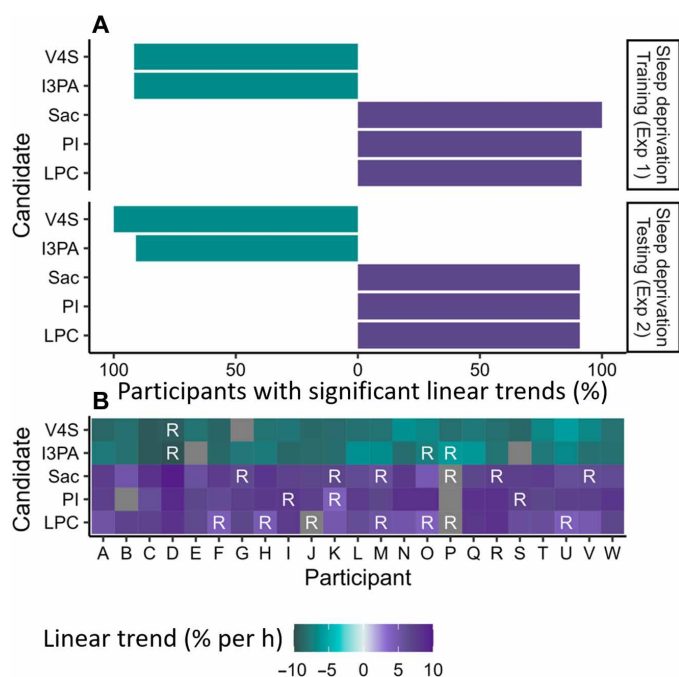 A
V4S
I3PA
Sac
PI
LPC
Sleep deprivation
Training (Exp 1)
Candidate
V4S
I3PA
Sac
PI
LPC
Sleep deprivation
Testing (Exp 2)
100 50 0 50 100
Participants with significant linear trends (%)
B
Candidate
V4S R
I3PA R R R
Sac R R M R R R
PI R R R
LPC R R R R R R R
A B C D E F G H I J K L M N O P Q R S T U V W
Participant
Linear trend (% per h)
-10 -5 0 5 10